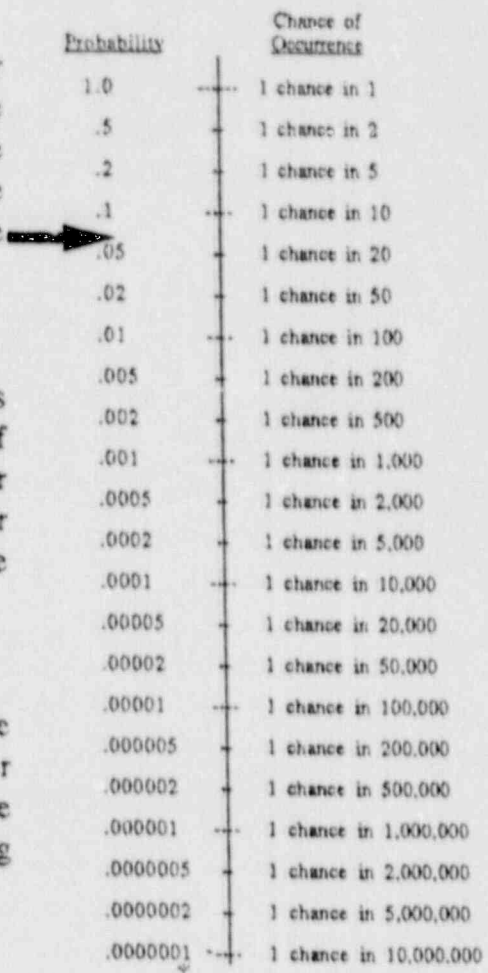 Chance of
Probability Occurrence
1.0 1 chance in 1
.5 1 chance in 2
.2 1 chance in 5
.1 1 chance in 10
.05 1 chance in 20
.02 1 chance in 50
.01 1 chance in 100
.005 1 chance in 200
.002 1 chance in 500
.001 1 chance in 1,000
.0005 1 chance in 2,000
.0002 1 chance in 5,000
.0001 1 chance in 10,000
.00005 1 chance in 20,000
.00002 1 chance in 50,000
.00001 1 chance in 100,000
.000005 1 chance in 200,000
.000002 1 chance in 500,000
.000001 1 chance in 1,000,000
.0000005 1 chance in 2,000,000
.0000002 1 chance in 5,000,000
.0000001 1 chance in 10,000,000